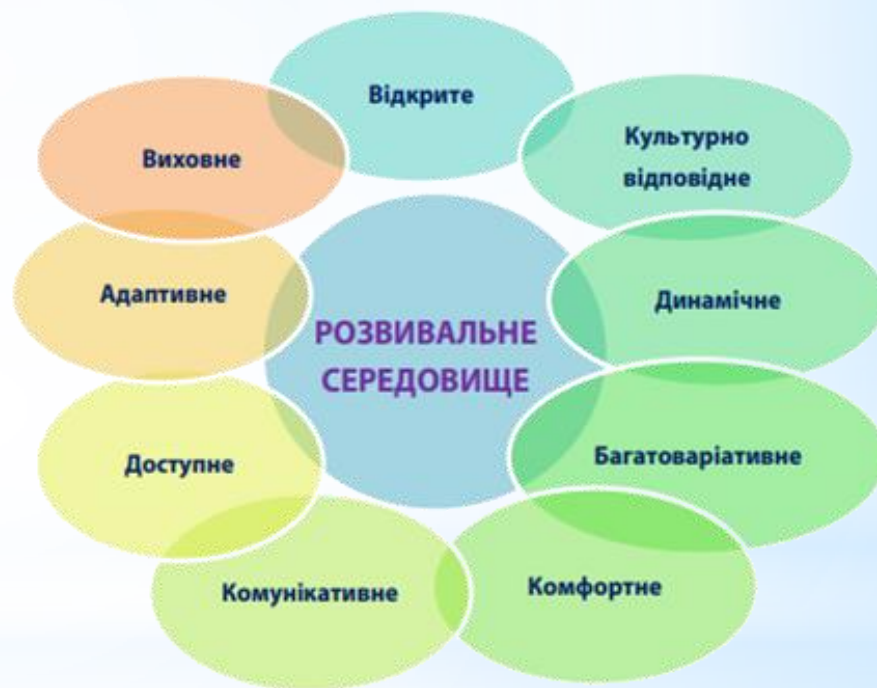 Відкрите
Культурно
відповідне
Динамічне
Багатоваріативне
Комфортне
Комунікативне
Доступне
Адаптивне
Виховне
РОЗВИВАЛЬНЕ
СЕРЕДОВИЩЕ